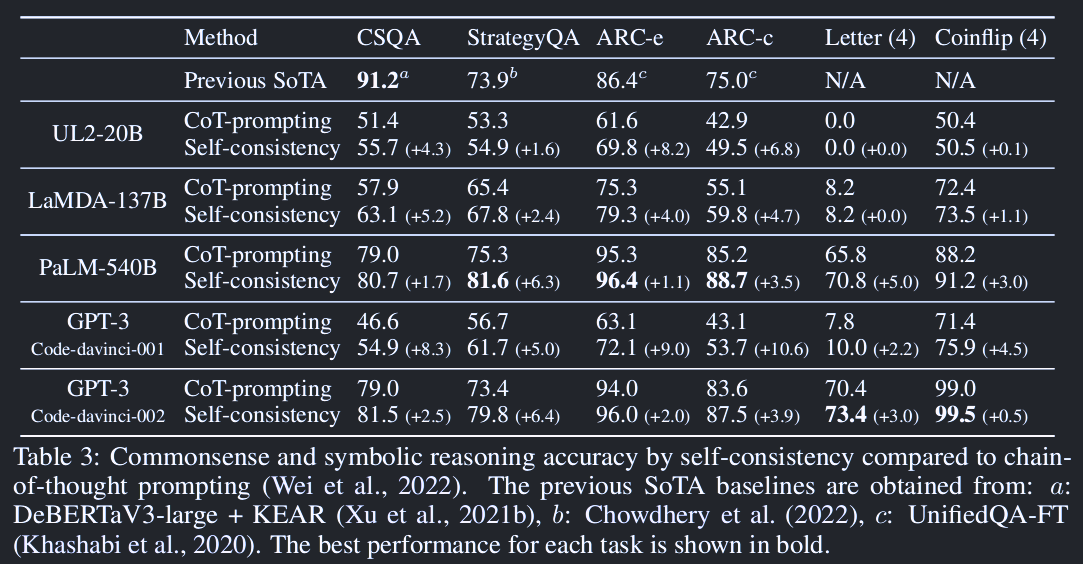 Method CSQA StrategyQA ARC-e ARC-c Letter (4) Coinflip (4)
Previous SoTA 91.2a 73.9b 86.4c 75.0c N/A N/A
UL2-20B
CoT-prompting 51.4 53.3 61.6 42.9 0.0 50.4
Self-consistency 55.7 (+4.3) 54.9 (+1.6) 69.8 (+8.2) 49.5 (+6.8) 0.0 (+0.0) 50.5 (+0.1)
LaMDA-137B
CoT-prompting 57.9 65.4 75.3 55.1 8.2 72.4
Self-consistency 63.1 (+5.2) 67.8 (+2.4) 79.3 (+4.0) 59.8 (+4.7) 8.2 (+0.0) 73.5 (+1.1)
PaLM-540B
CoT-prompting 79.0 75.3 95.3 85.2 65.8 88.2
Self-consistency 80.7 (+1.7) 81.6 (+6.3) 96.4 (+1.1) 88.7 (+3.5) 70.8 (+5.0) 91.2 (+3.0)
GPT-3 CoT-prompting 46.6 56.7 63.1 43.1 7.8 71.4
Code-davinci-001 Self-consistency 54.9 (+8.3) 61.7 (+5.0) 72.1 (+9.0) 53.7 (+10.6) 10.0 (+2.2) 75.9 (+4.5)
GPT-3 CoT-prompting 79.0 73.4 94.0 83.6 70.4 99.0
Code-davinci-002 Self-consistency 81.5 (+2.5) 79.8 (+6.4) 96.0 (+2.0) 87.5 (+3.9) 73.4 (+3.0) 99.5 (+0.5)
Table 3: Commonsense and symbolic reasoning accuracy by self-consistency compared to chain-
of-thought prompting (Wei et al., 2022). The previous SoTA baselines are obtained from: a:
DeBERTaV3-large + KEAR (Xu et al., 2021b), b: Chowdhery et al. (2022), c: UnifiedQA-FT
(Khashabi et al., 2020). The best performance for each task is shown in bold.